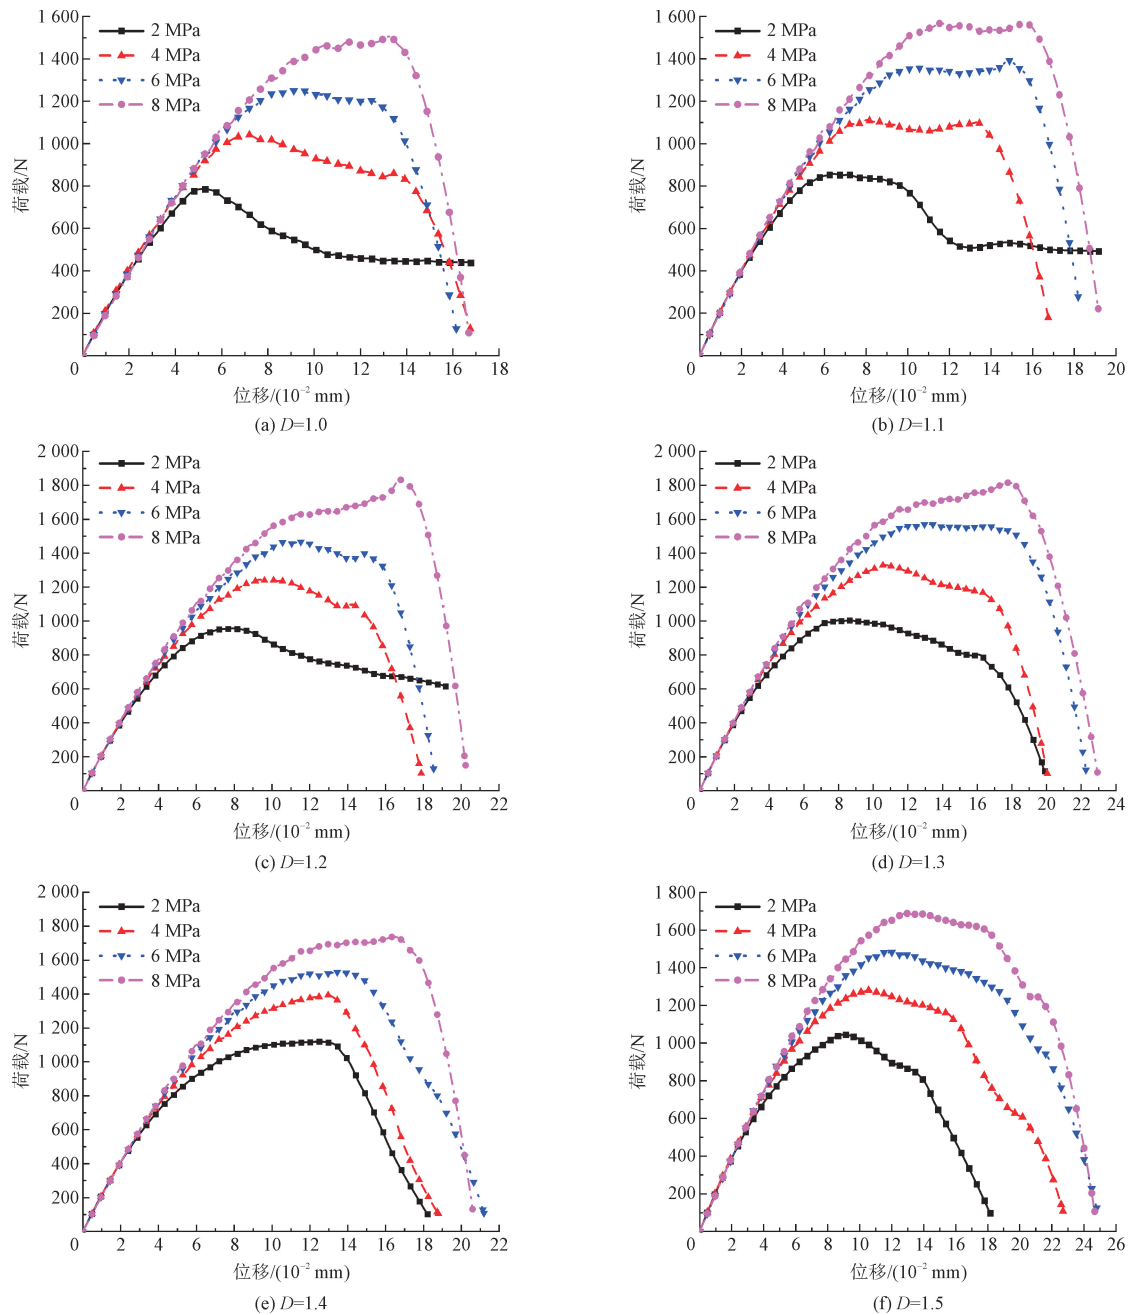 1 600
1 400
1 200
1 000
800
600
400
200
0
2 4 6 8 10 12 14 16 18
荷载/N
位移/(10⁻² mm)
2 MPa
4 MPa
6 MPa
8 MPa
(a) D=1.0
1 600
1 400
1 200
1 000
800
600
400
200
0
2 4 6 8 10 12 14 16 18 20
荷载/N
位移/(10⁻² mm)
2 MPa
4 MPa
6 MPa
8 MPa
(b) D=1.1
2 000
1 800
1 600
1 400
1 200
1 000
800
600
400
200
0
2 4 6 8 10 12 14 16 18 20 22
荷载/N
位移/(10⁻² mm)
2 MPa
4 MPa
6 MPa
8 MPa
(c) D=1.2
2 000
1 800
1 600
1 400
1 200
1 000
800
600
400
200
0
2 4 6 8 10 12 14 16 18 20 22 24
荷载/N
位移/(10⁻² mm)
2 MPa
4 MPa
6 MPa
8 MPa
(d) D=1.3
2 000
1 800
1 600
1 400
1 200
1 000
800
600
400
200
0
2 4 6 8 10 12 14 16 18 20 22
荷载/N
位移/(10⁻² mm)
2 MPa
4 MPa
6 MPa
8 MPa
(e) D=1.4
1 800
1 600
1 400
1 200
1 000
800
600
400
200
0
2 4 6 8 10 12 14 16 18 20 22 24 26
荷载/N
位移/(10⁻² mm)
2 MPa
4 MPa
6 MPa
8 MPa
(f) D=1.5